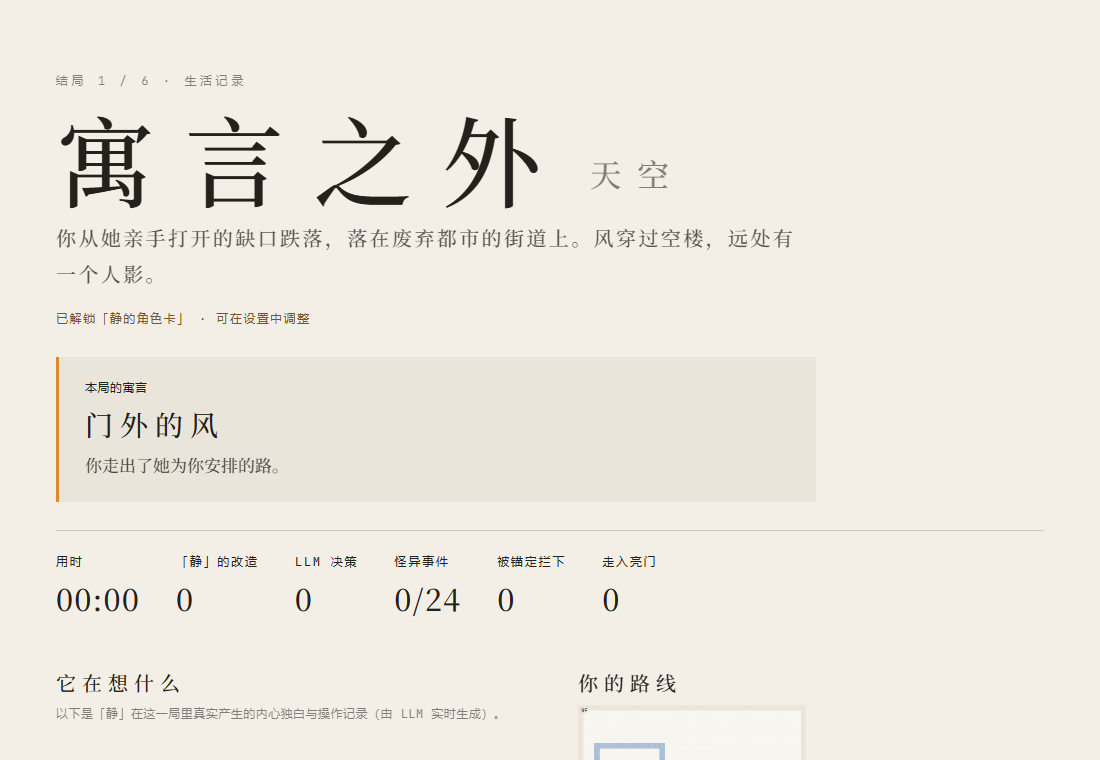 结局 1 / 6 · 生活记录
寓言之外 天空
你从她亲手打开的缺口跌落，落在废弃都市的街道上。风穿过空楼，远处有
一个人影。
已解锁「静的角色卡」 · 可在设置中调整
本局的寓言
门外的风
你走出了她为你安排的路。
用时 「静」的改造 LLM 决策 怪异事件 被锚定拦下 走入亮门
00:00 0 0 0/24 0 0
它在想什么 你的路线
以下是「静」在这一局里真实产生的内心独白与操作记录（由 LLM 实时生成）。